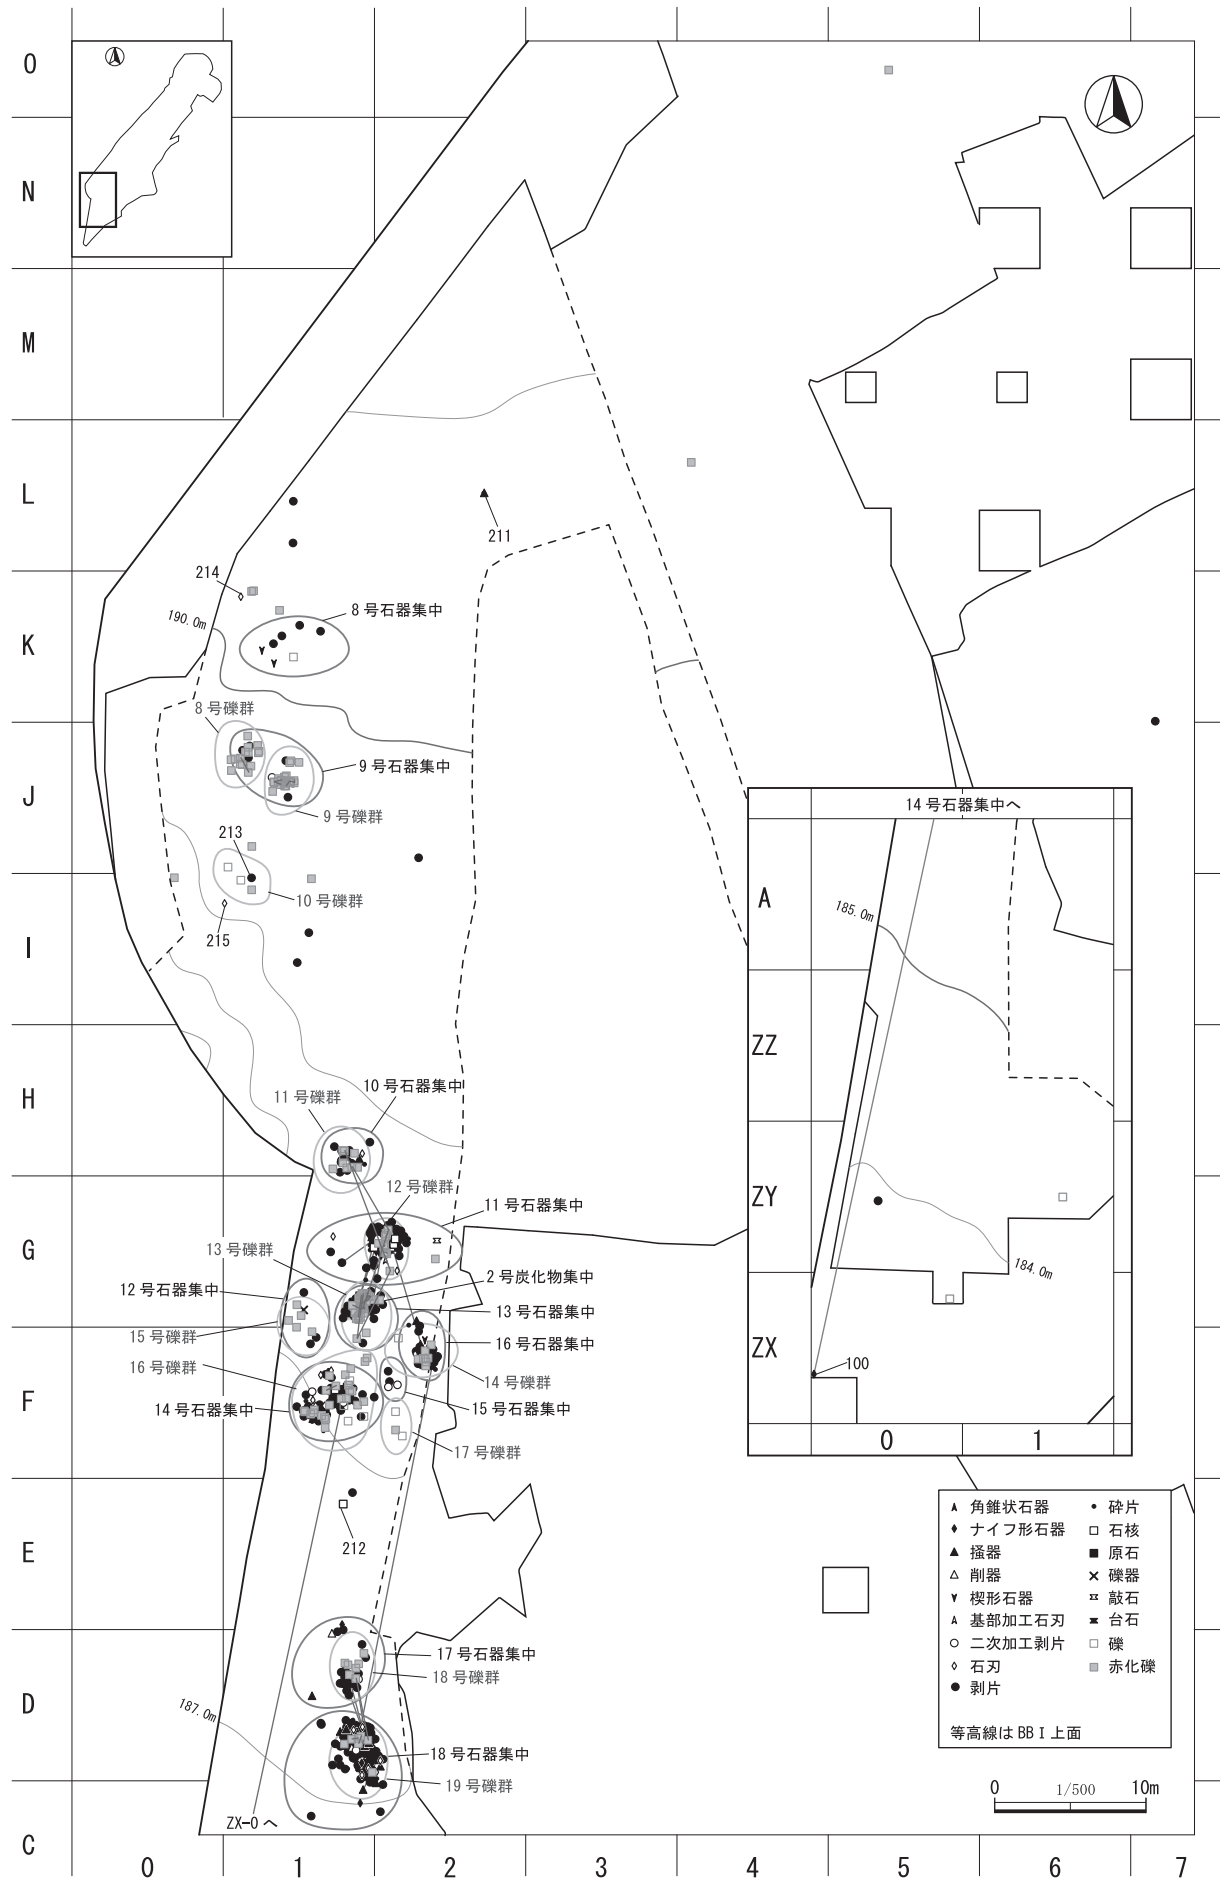 O
N
M
L
211
214
190.0m
8号石器集中
K
8号礫群
9号石器集中
J
9号礫群
213
10号礫群
215
I
H
11号礫群
10号石器集中
12号礫群
11号石器集中
G
13号礫群
2号炭化物集中
12号石器集中
13号石器集中
15号礫群
16号石器集中
16号礫群
14号礫群
F
14号石器集中
15号石器集中
17号礫群
E
212
17号石器集中
18号礫群
D
187.0m
18号石器集中
19号礫群
ZX-0へ
C
0
1
2
3
4
5
6
7
14号石器集中へ
A
185.0m
ZZ
ZY
184.0m
ZX
100
0
1
角錐状石器
ナイフ形石器
掻器
削器
楔形石器
基部加工石刃
二次加工剥片
石刃
剥片
砕片
石核
原石
礫器
敲石
台石
礫
赤化礫
等高線はBBⅠ上面
0
1/500
10m